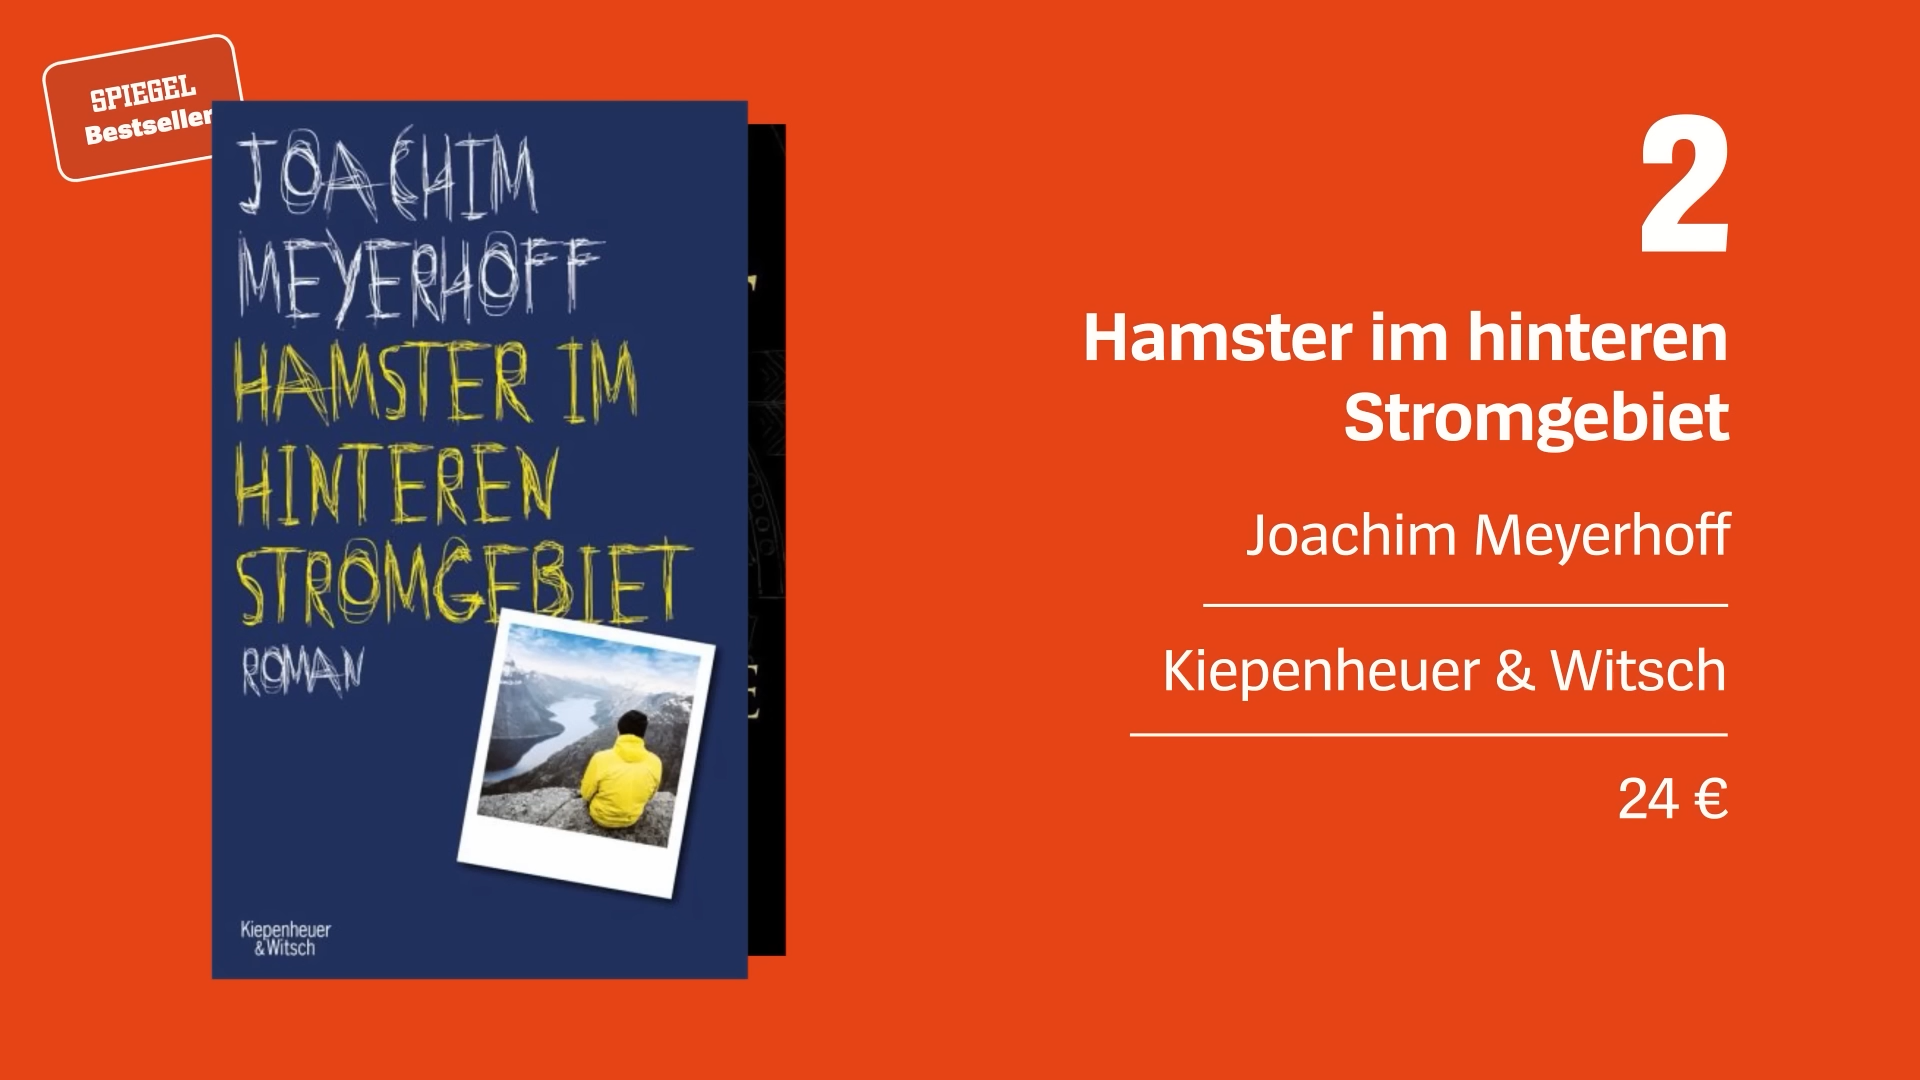 SPIEGEL
Bestseller
JOACHIM
MEYERHOFF
HAMSTER IM
HINTEREN
STROMGEBIET
ROMAN
Kiepenheuer
& Witsch
2
Hamster im hinteren
Stromgebiet
Joachim Meyerhoff
Kiepenheuer & Witsch
24 €